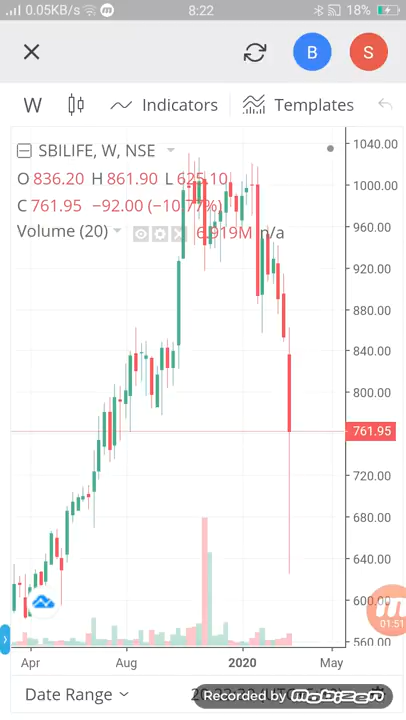 0.05KB/s 8:22 18%
B S
W Indicators Templates
SBILIFE, W, NSE
O 836.20 H 861.90 L 625.10
C 761.95 −92.00 (−10.77%)
Volume (20) 6.919M n/a
1040.00
1000.00
960.00
920.00
880.00
840.00
800.00
761.95
720.00
680.00
640.00
600.00
560.00
01:51
Apr Aug 2020 May
Date Range
Recorded by mobizen